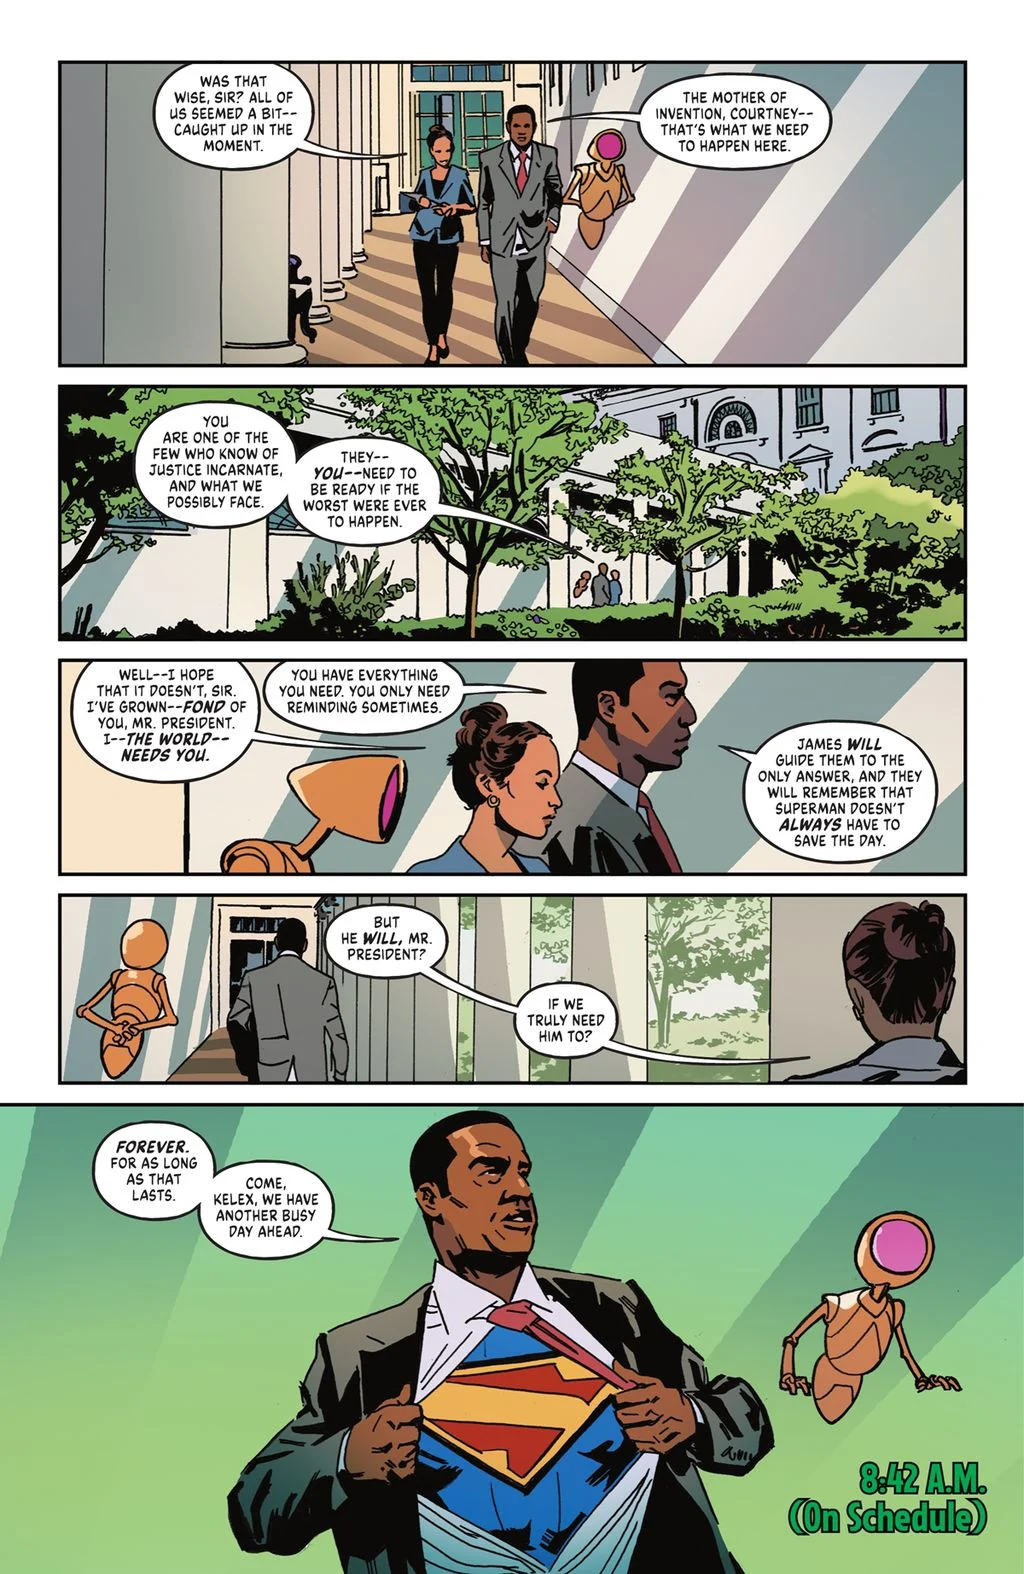 WAS THAT
WISE, SIR? ALL OF
US SEEMED A BIT--
CAUGHT UP IN THE
MOMENT.
THE MOTHER OF
INVENTION, COURTNEY--
THAT'S WHAT WE NEED
TO HAPPEN HERE.
YOU
ARE ONE OF THE
FEW WHO KNOW OF
JUSTICE INCARNATE,
AND WHAT WE
POSSIBLY FACE.
THEY--
YOU--NEED TO
BE READY IF THE
WORST WERE EVER
TO HAPPEN.
WELL--I HOPE
THAT IT DOESN'T, SIR.
I'VE GROWN--FOND OF
YOU, MR. PRESIDENT.
I--THE WORLD--
NEEDS YOU.
YOU HAVE EVERYTHING
YOU NEED. YOU ONLY NEED
REMINDING SOMETIMES.
JAMES WILL
GUIDE THEM TO THE
ONLY ANSWER, AND THEY
WILL REMEMBER THAT
SUPERMAN DOESN'T
ALWAYS HAVE TO
SAVE THE DAY.
BUT
HE WILL, MR.
PRESIDENT?
IF WE
TRULY NEED
HIM TO?
FOREVER.
FOR AS LONG
AS THAT
LASTS.
COME,
KELEX, WE HAVE
ANOTHER BUSY
DAY AHEAD.
8:42 A.M.
(On Schedule)